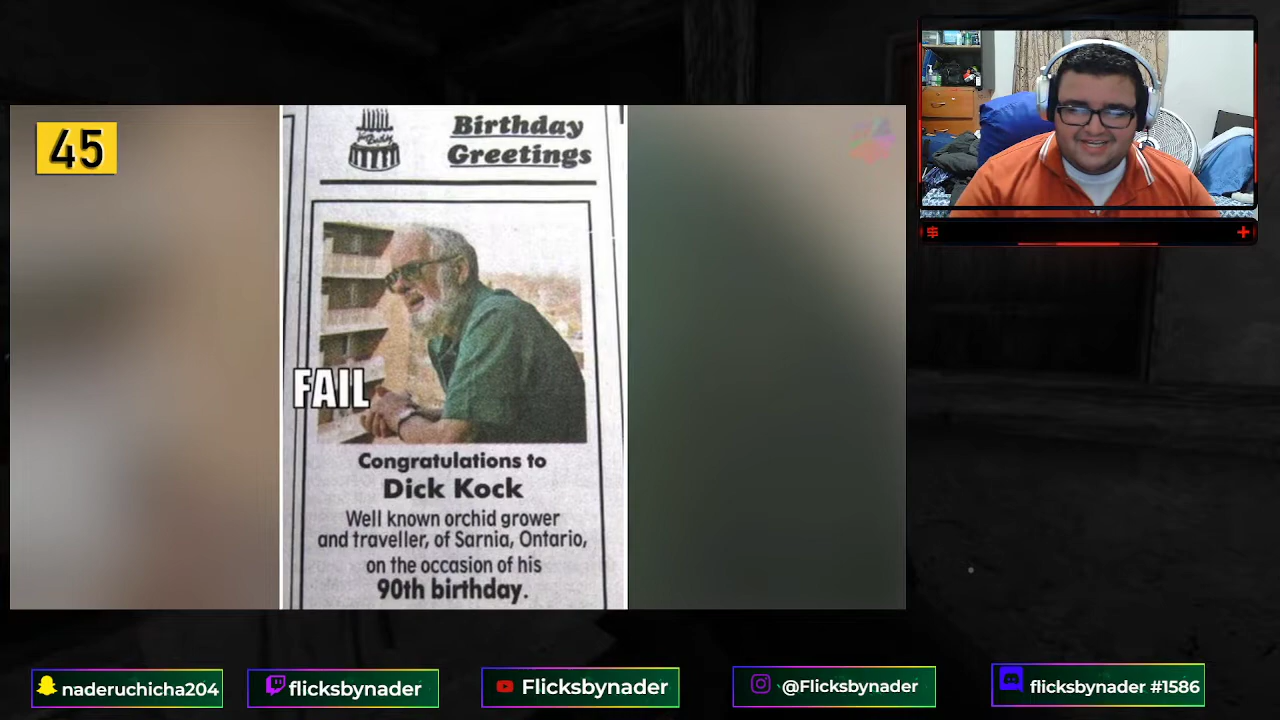 45
Birthday
Greetings
FAIL
Congratulations to
Dick Kock
Well known orchid grower
and traveller, of Sarnia, Ontario,
on the occasion of his
90th birthday.
naderuchicha204
flicksbynader
Flicksbynader
@Flicksbynader
flicksbynader #1586